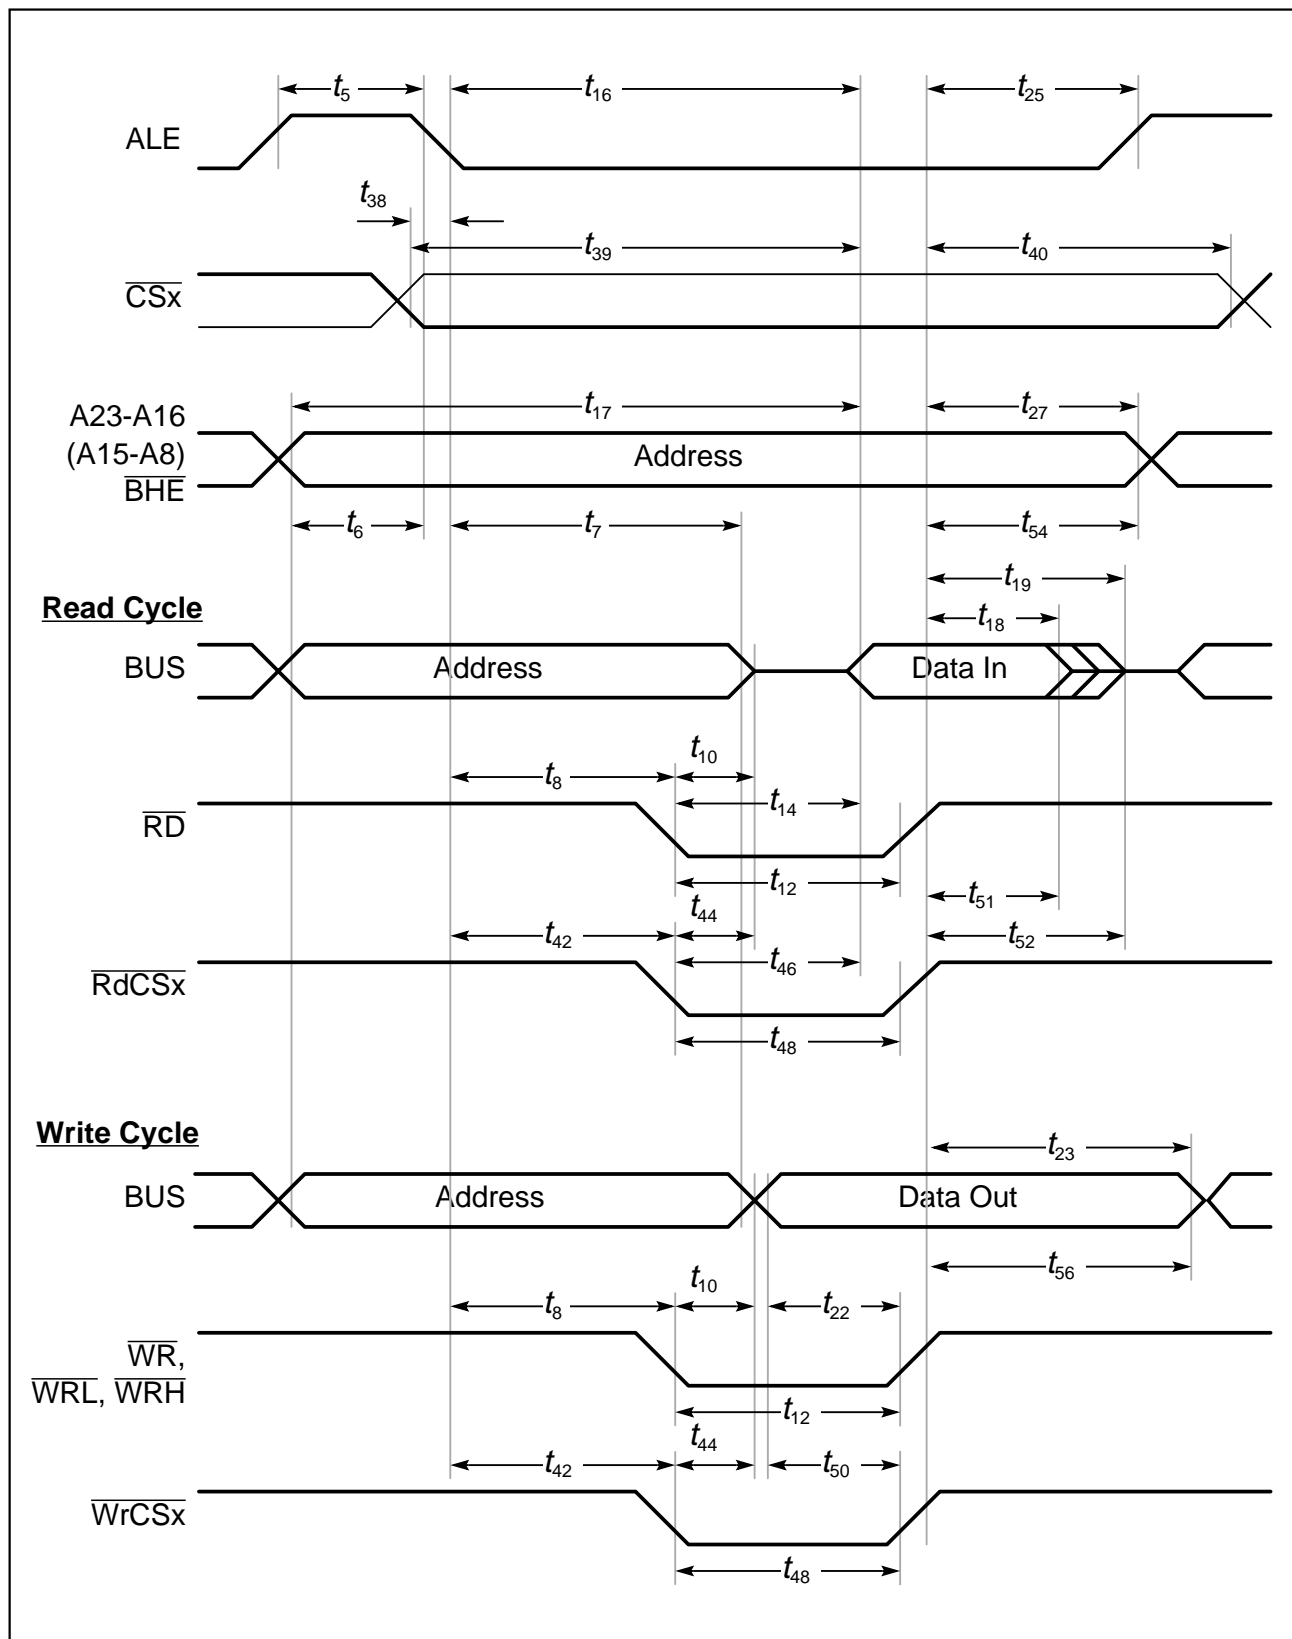 t5 t16 t25
ALE
t38
t39 t40
CSx
t17 t27
A23-A16
(A15-A8)
BHE
Address
t6 t7 t54
t19
Read Cycle
t18
BUS Address Data In
t10
t8 t14
RD
t12 t51
t44
t42 t52
t46
RdCSx
t48
Write Cycle
t23
BUS Address Data Out
t56
t10
t8 t22
WR,
WRL, WRH
t12
t44
t42 t50
WrCSx
t48